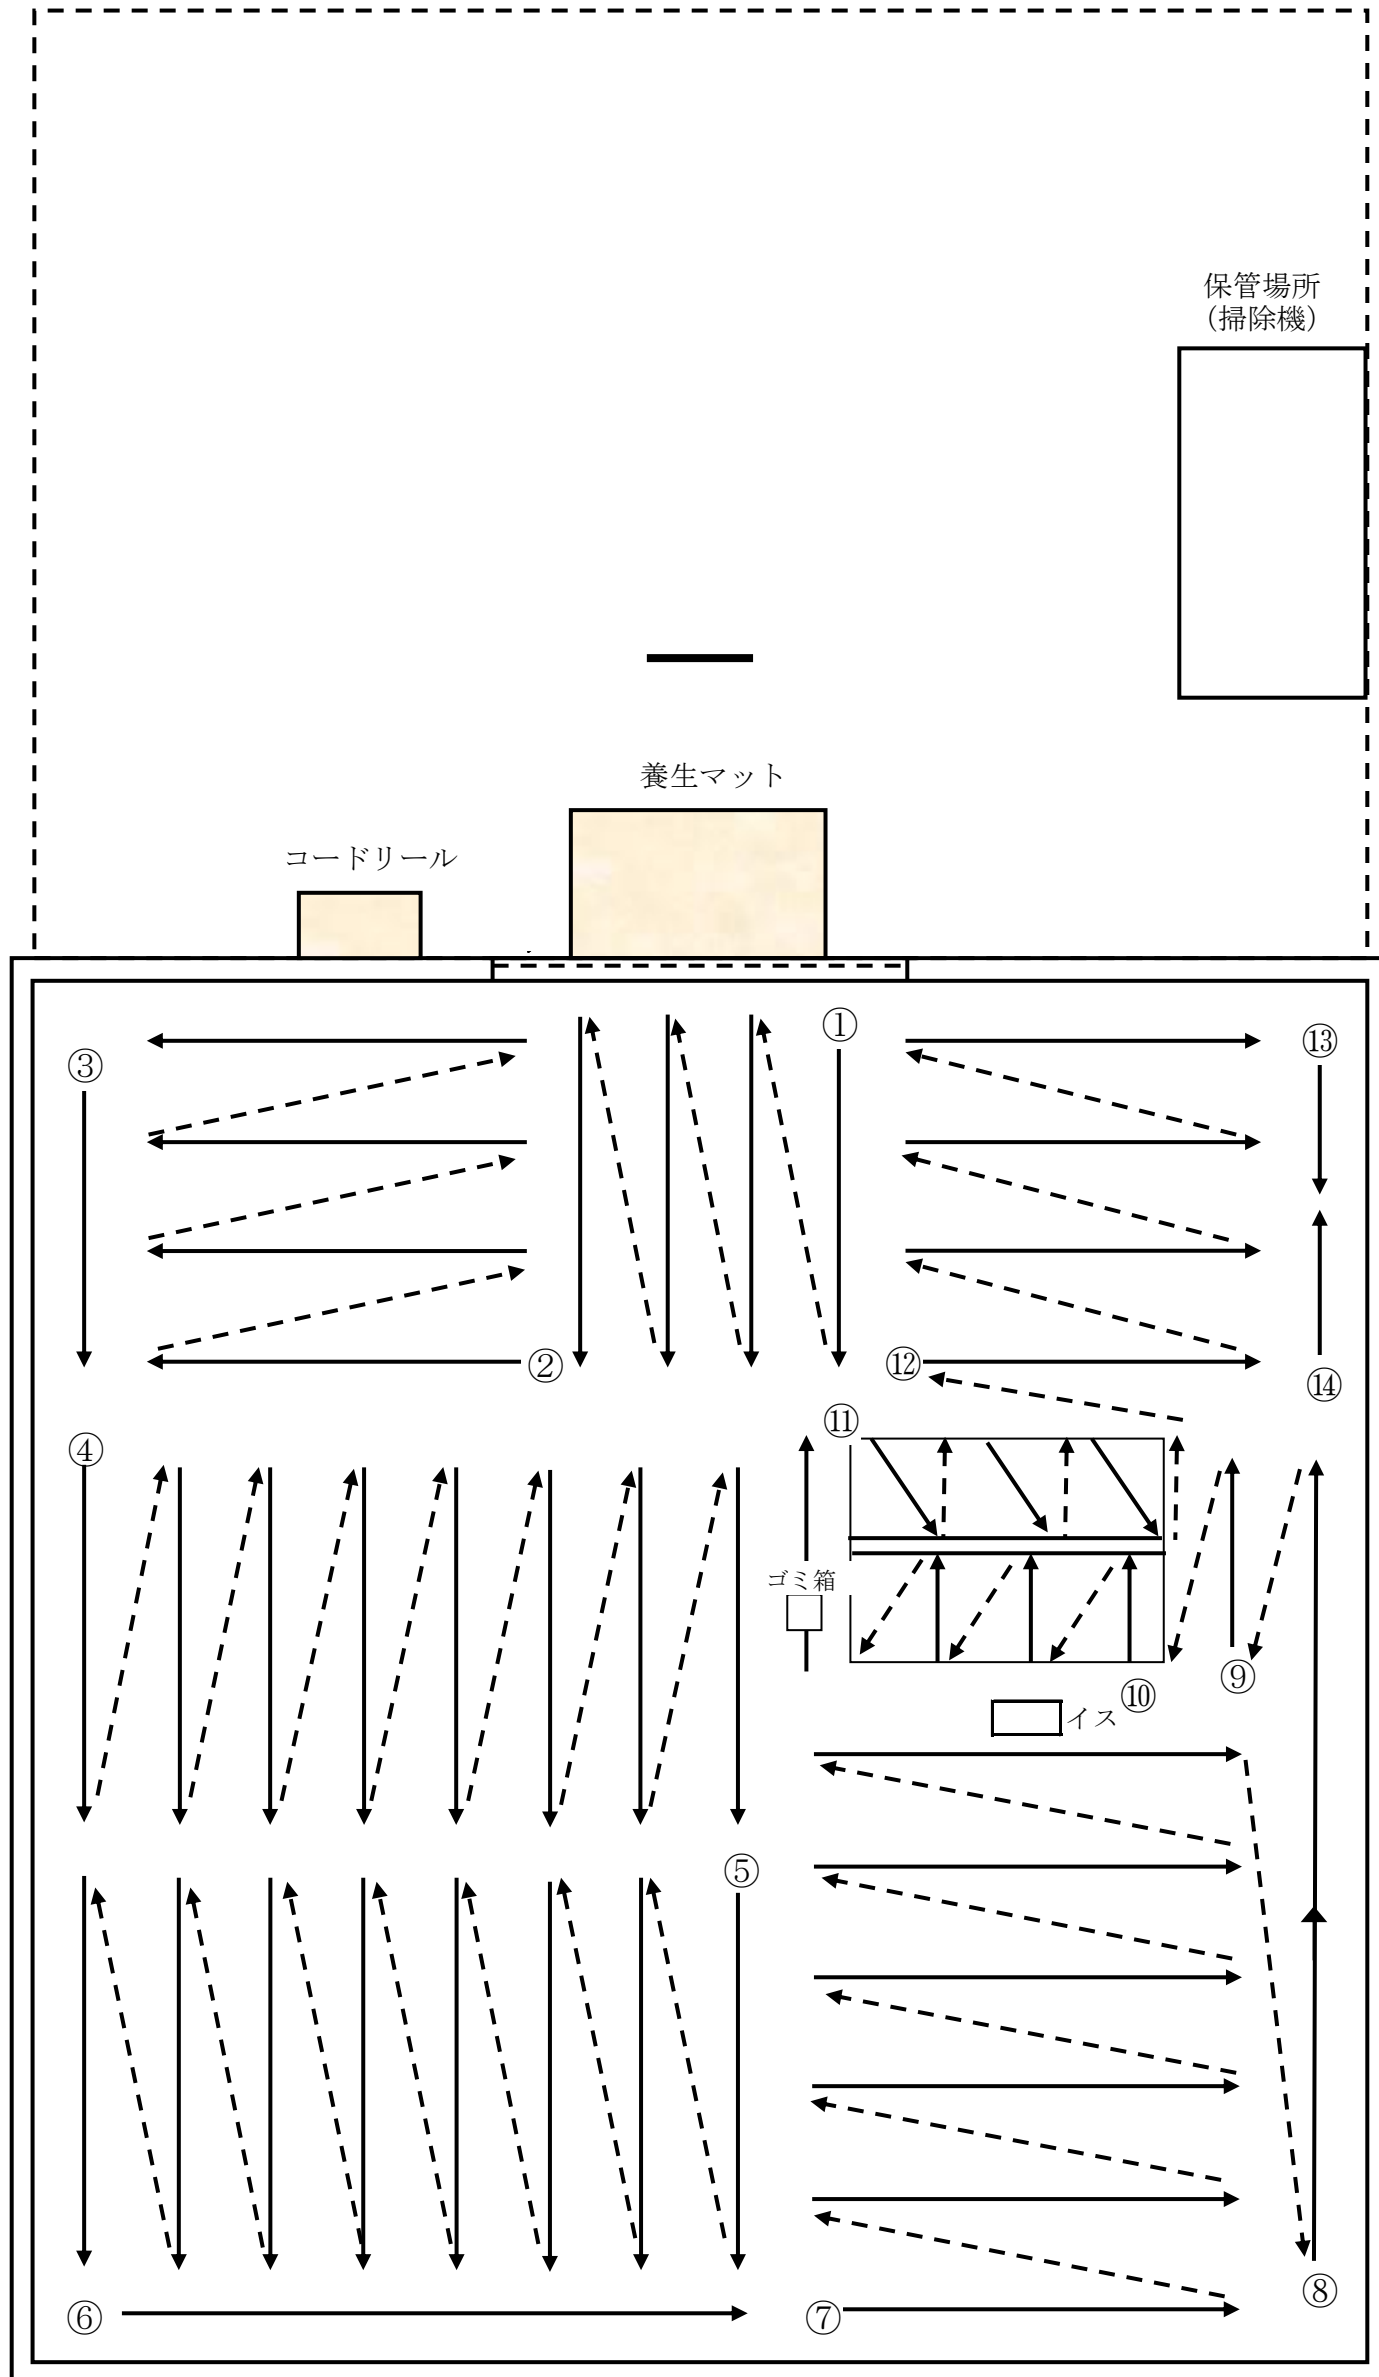 保管場所
（掃除機）
養生マット
コードリール
①
⑬
③
②
⑫
⑭
⑪
④
ゴミ箱
⑨
⑩
イス
⑤
⑧
⑥
⑦